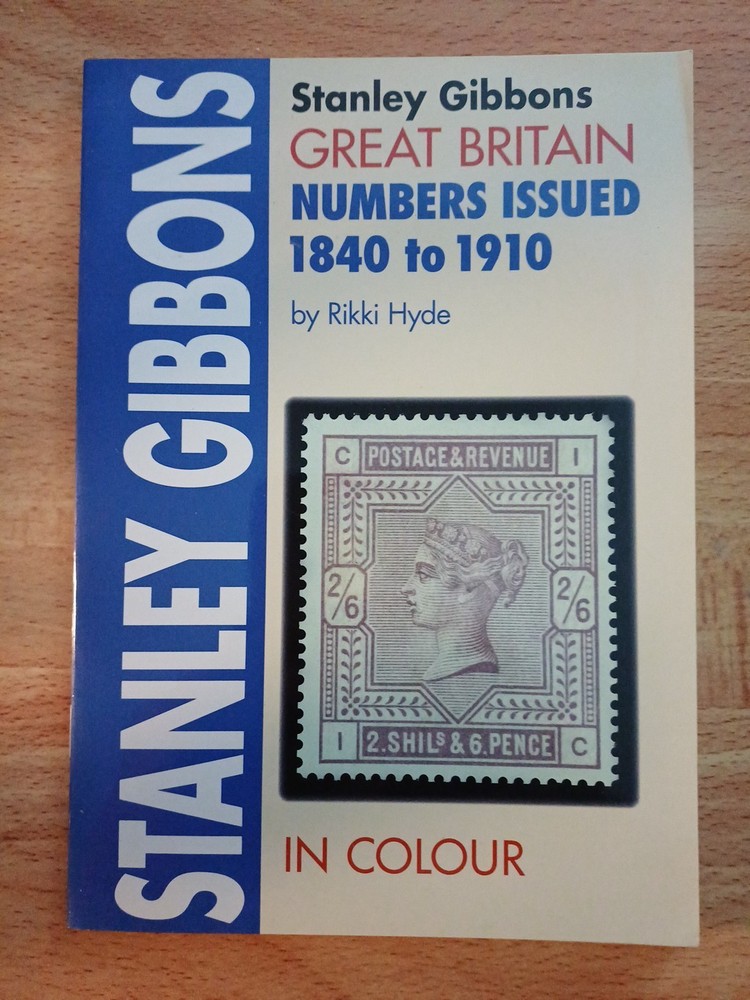 STANLEY GIBBONS
Stanley Gibbons
GREAT BRITAIN
NUMBERS ISSUED
1840 to 1910
by Rikki Hyde
C POSTAGE & REVENUE I
2/6 2/6
I 2.SHILS & 6.PENCE C
IN COLOUR